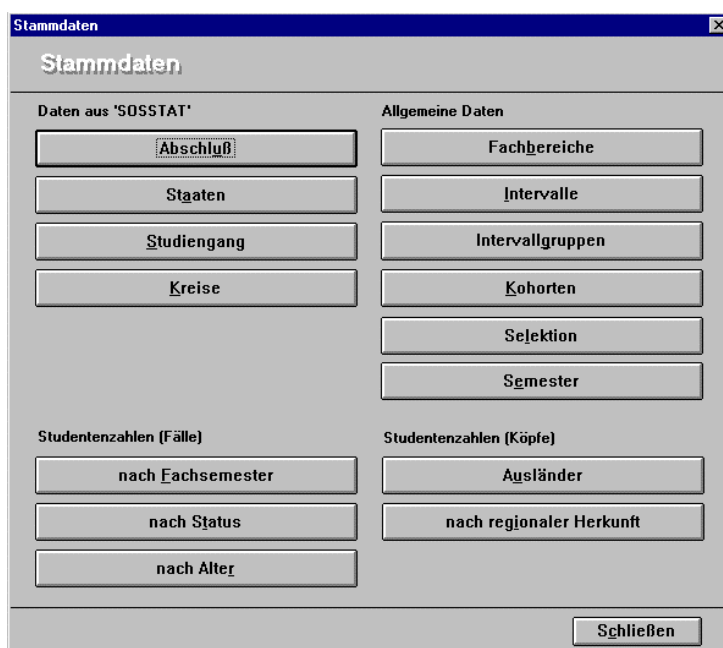 Stammdaten
Stammdaten
Daten aus 'SOSSTAT'
Abschluß
Staaten
Studiengang
Kreise
Allgemeine Daten
Fachbereiche
Intervalle
Intervallgruppen
Kohorten
Selektion
Semester
Studentenzahlen (Fälle)
nach Fachsemester
nach Status
nach Alter
Studentenzahlen (Köpfe)
Ausländer
nach regionaler Herkunft
Schließen